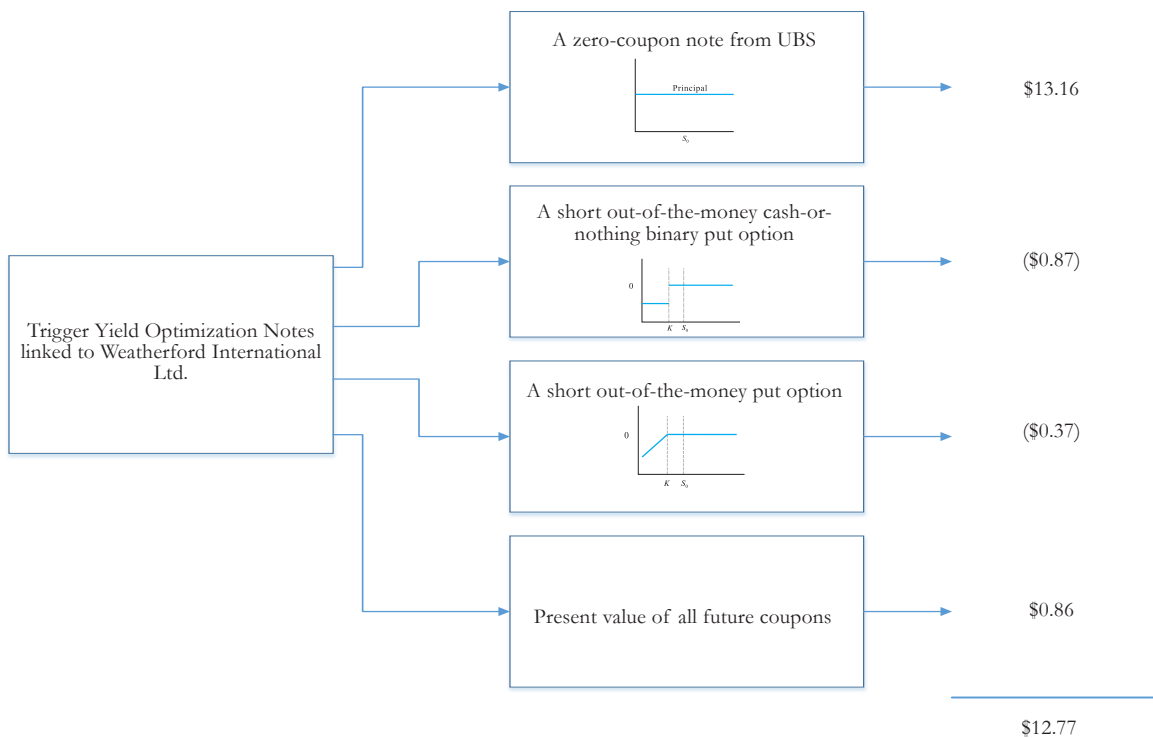 A zero-coupon note from UBS
Principal
S₀
$13.16
A short out-of-the-money cash-or-
nothing binary put option
0
K S₀
($0.87)
Trigger Yield Optimization Notes
linked to Weatherford International
Ltd.
A short out-of-the-money put option
0
K S₀
($0.37)
Present value of all future coupons
$0.86
$12.77